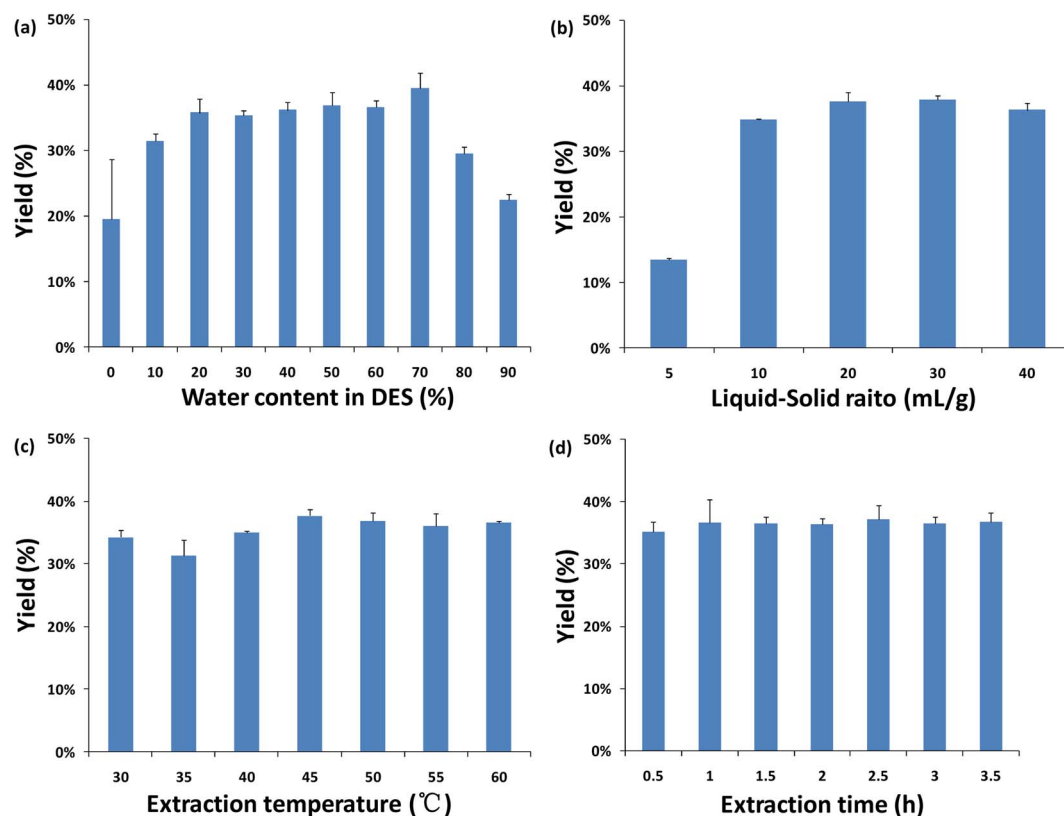 (a)
50%
40%
30%
20%
10%
0%
Yield (%)
0 10 20 30 40 50 60 70 80 90
Water content in DES (%)
(b)
50%
40%
30%
20%
10%
0%
Yield (%)
5 10 20 30 40
Liquid-Solid raito (mL/g)
(c)
50%
40%
30%
20%
10%
0%
Yield (%)
30 35 40 45 50 55 60
Extraction temperature (℃)
(d)
50%
40%
30%
20%
10%
0%
Yield (%)
0.5 1 1.5 2 2.5 3 3.5
Extraction time (h)